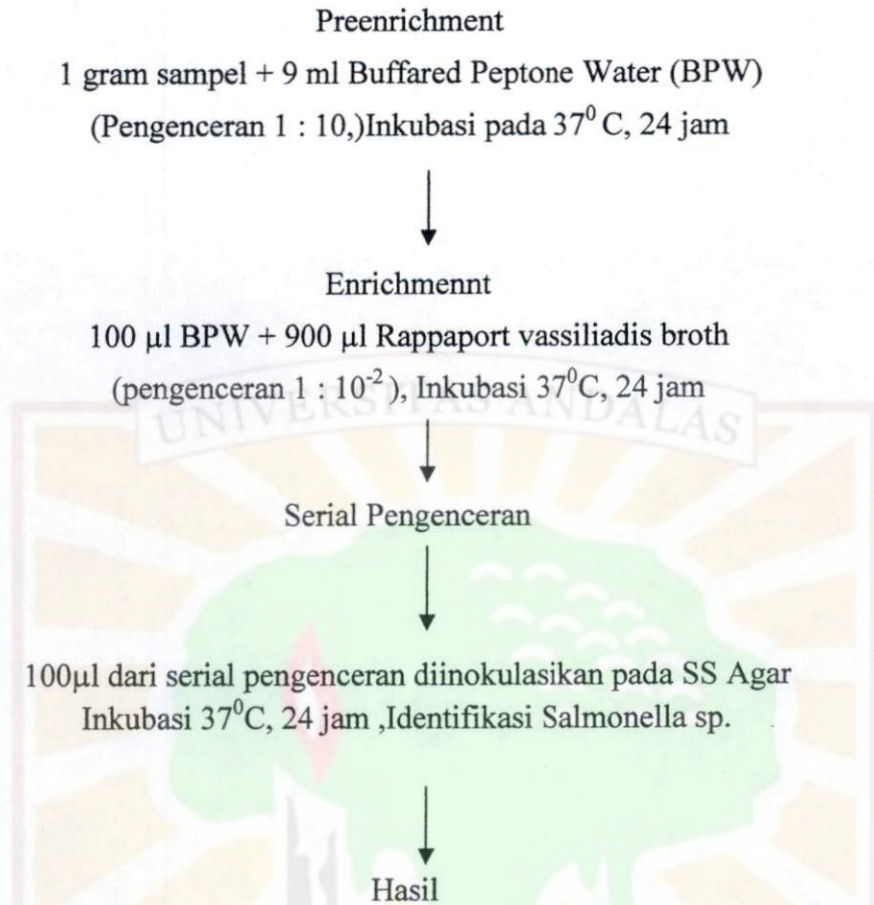 Preenrichment
1 gram sampel + 9 ml Buffared Peptone Water (BPW)
(Pengenceran 1 : 10,)Inkubasi pada 37⁰ C, 24 jam
Enrichmennt
100 µl BPW + 900 µl Rappaport vassiliadis broth
(pengenceran 1 : 10⁻² ), Inkubasi 37⁰C, 24 jam
UNIVERSITAS ANDALAS
Serial Pengenceran
100µl dari serial pengenceran diinokulasikan pada SS Agar
Inkubasi 37⁰C, 24 jam ,Identifikasi Salmonella sp.
Hasil